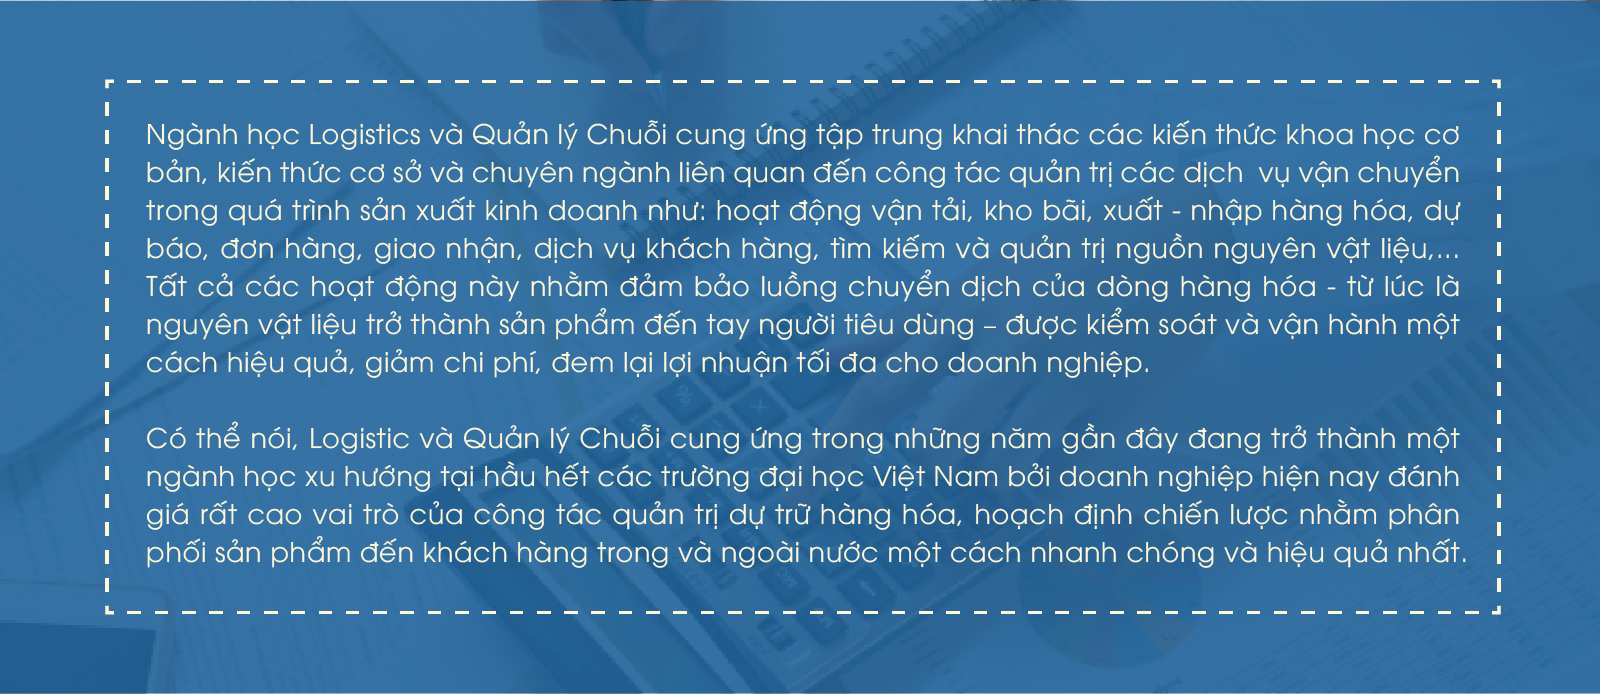 Ngành học Logistics và Quản lý Chuỗi cung ứng tập trung khai thác các kiến thức khoa học cơ
bản, kiến thức cơ sở và chuyên ngành liên quan đến công tác quản trị các dịch  vụ vận chuyển
trong quá trình sản xuất kinh doanh như: hoạt động vận tải, kho bãi, xuất - nhập hàng hóa, dự
báo, đơn hàng, giao nhận, dịch vụ khách hàng, tìm kiếm và quản trị nguồn nguyên vật liệu,...
Tất cả các hoạt động này nhằm đảm bảo luồng chuyển dịch của dòng hàng hóa - từ lúc là
nguyên vật liệu trở thành sản phẩm đến tay người tiêu dùng – được kiểm soát và vận hành một
cách hiệu quả, giảm chi phí, đem lại lợi nhuận tối đa cho doanh nghiệp.
Có thể nói, Logistic và Quản lý Chuỗi cung ứng trong những năm gần đây đang trở thành một
ngành học xu hướng tại hầu hết các trường đại học Việt Nam bởi doanh nghiệp hiện nay đánh
giá rất cao vai trò của công tác quản trị dự trữ hàng hóa, hoạch định chiến lược nhằm phân
phối sản phẩm đến khách hàng trong và ngoài nước một cách nhanh chóng và hiệu quả nhất.